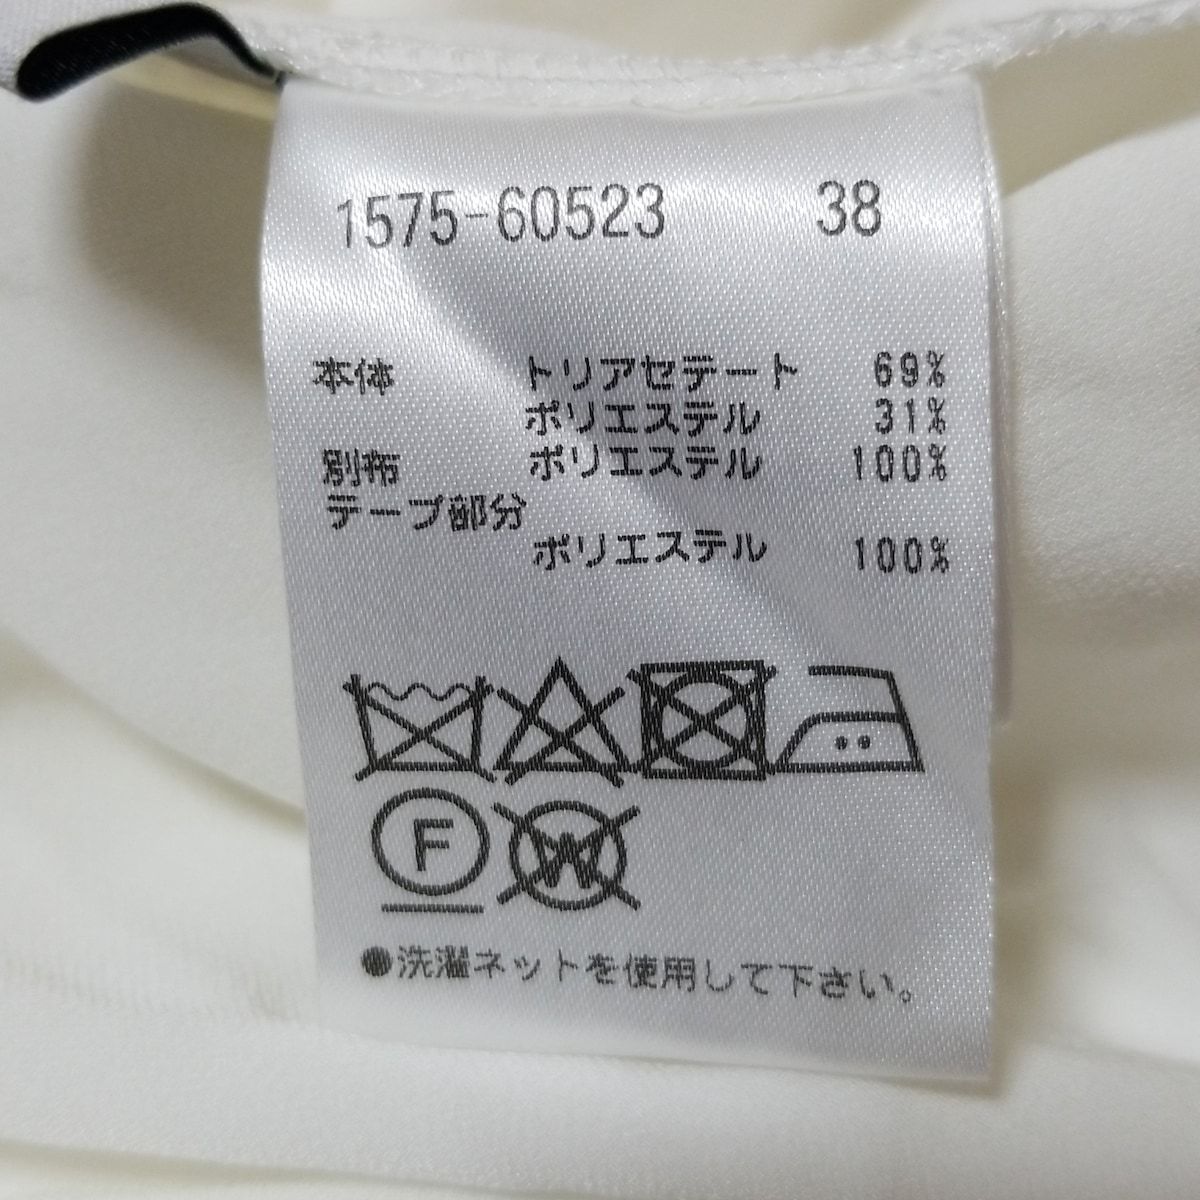 1575-60523 38
本体 トリアセテート 69%
ポリエステル 31%
別布 ポリエステル 100%
テープ部分
ポリエステル 100%
F W
●洗濯ネットを使用して下さい。